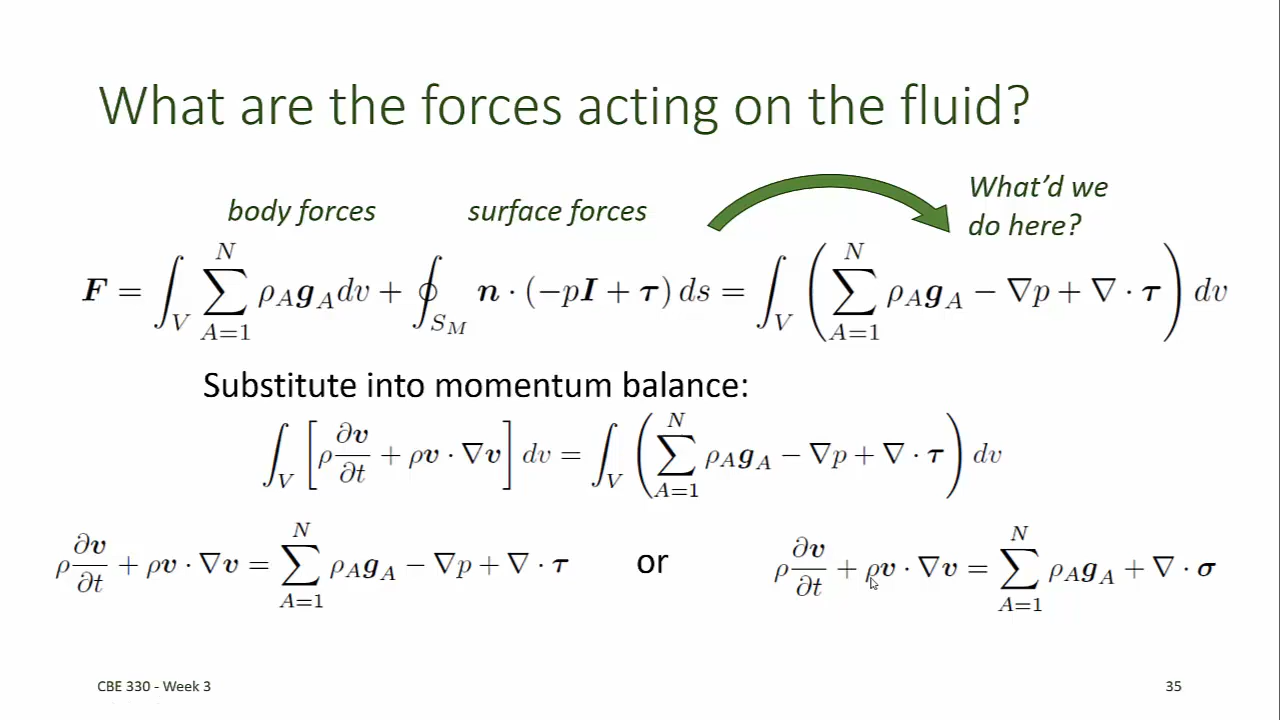 What are the forces acting on the fluid?
body forces surface forces What'd we
do here?
𝑭 = ∫_V ∑_{A=1}^{N} ρ_A 𝒈_A dv + ∮_{S_M} 𝒏 · (−p𝑰 + 𝝉) ds = ∫_V ( ∑_{A=1}^{N} ρ_A 𝒈_A − ∇p + ∇ · 𝝉 ) dv
Substitute into momentum balance:
∫_V [ ρ ∂𝒗/∂t + ρ𝒗 · ∇𝒗 ] dv = ∫_V ( ∑_{A=1}^{N} ρ_A 𝒈_A − ∇p + ∇ · 𝝉 ) dv
ρ ∂𝒗/∂t + ρ𝒗 · ∇𝒗 = ∑_{A=1}^{N} ρ_A 𝒈_A − ∇p + ∇ · 𝝉 or ρ ∂𝒗/∂t + ρ𝒗 · ∇𝒗 = ∑_{A=1}^{N} ρ_A 𝒈_A + ∇ · 𝝈
CBE 330 - Week 3 35